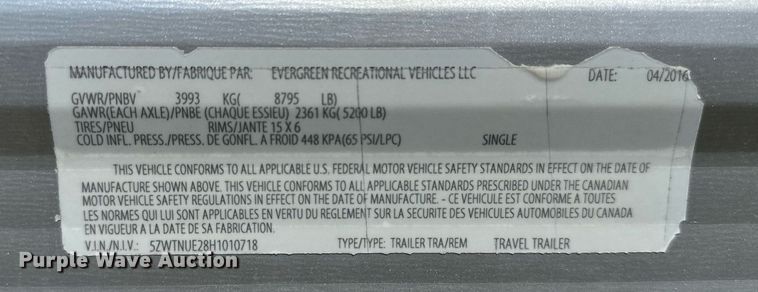 MANUFACTURED BY/FABRIQUE PAR: EVERGREEN RECREATIONAL VEHICLES LLC DATE: 04/2016
GVWR/PNBV 3993 KG( 8795 LB)
GAWR(EACH AXLE)/PNBE (CHAQUE ESSIEU) 2361 KG( 5200 LB)
TIRES/PNEU RIMS/JANTE 15 X 6
COLD INFL. PRESS./PRESS. DE GONFL. A FROID 448 KPA(65 PSI/LPC) SINGLE
THIS VEHICLE CONFORMS TO ALL APPLICABLE U.S. FEDERAL MOTOR VEHICLE SAFETY STANDARDS IN EFFECT ON THE DATE OF
MANUFACTURE SHOWN ABOVE. THIS VEHICLE CONFORMS TO ALL APPLICABLE STANDARDS PRESCRIBED UNDER THE CANADIAN
MOTOR VEHICLE SAFETY REGULATIONS IN EFFECT ON THE DATE OF MANUFACTURE. - CE VEHICULE EST CONFORME A TOUTES
LES NORMES QUI LUI SONT APPLICABLES EN VERTU DU REGLEMENT SUR LA SECURITE DES VEHICULES AUTOMOBILES DU CANADA
EN VIGUEUR A LA DATE DE SA FABRICATION.
V.I.N./N.I.V.: 5ZWTNUE28H1010718 TYPE/TYPE: TRAILER TRA/REM TRAVEL TRAILER
Purple Wave Auction